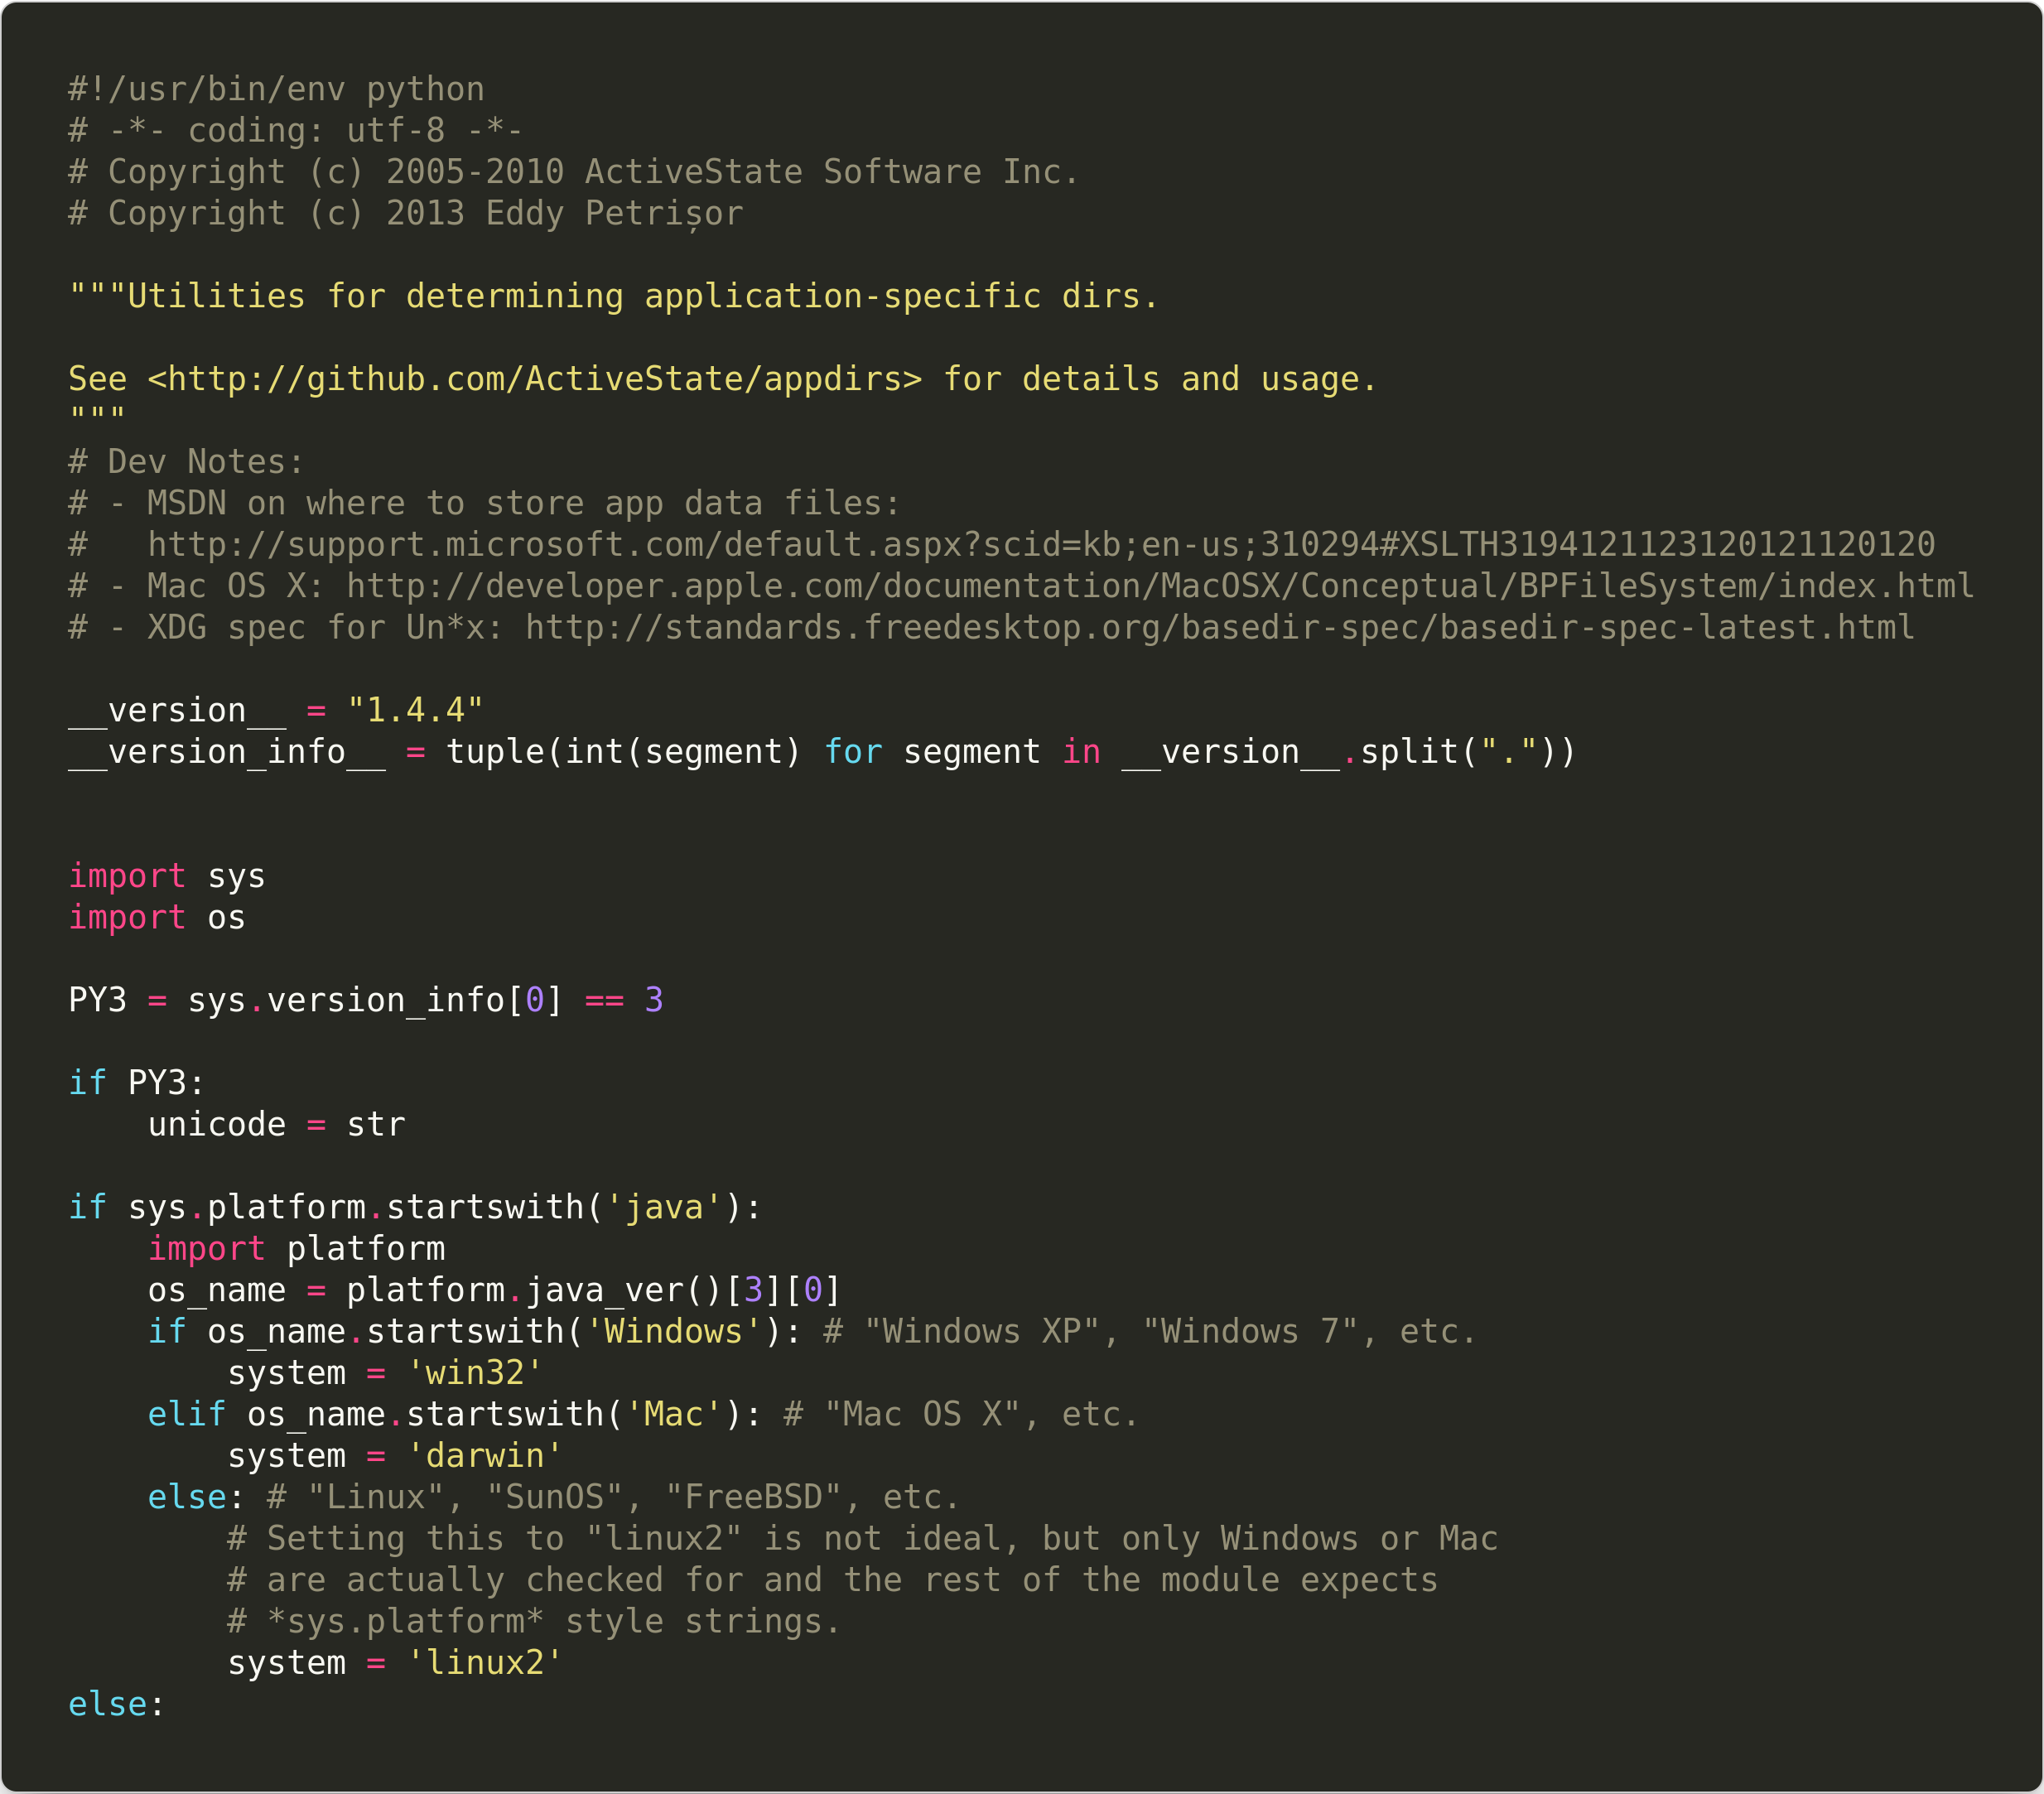 #!/usr/bin/env python
# -*- coding: utf-8 -*-
# Copyright (c) 2005-2010 ActiveState Software Inc.
# Copyright (c) 2013 Eddy Petrișor

"""Utilities for determining application-specific dirs.

See <http://github.com/ActiveState/appdirs> for details and usage.
"""
# Dev Notes:
# - MSDN on where to store app data files:
#   http://support.microsoft.com/default.aspx?scid=kb;en-us;310294#XSLTH3194121123120121120120
# - Mac OS X: http://developer.apple.com/documentation/MacOSX/Conceptual/BPFileSystem/index.html
# - XDG spec for Un*x: http://standards.freedesktop.org/basedir-spec/basedir-spec-latest.html

__version__ = "1.4.4"
__version_info__ = tuple(int(segment) for segment in __version__.split("."))


import sys
import os

PY3 = sys.version_info[0] == 3

if PY3:
    unicode = str

if sys.platform.startswith('java'):
    import platform
    os_name = platform.java_ver()[3][0]
    if os_name.startswith('Windows'): # "Windows XP", "Windows 7", etc.
        system = 'win32'
    elif os_name.startswith('Mac'): # "Mac OS X", etc.
        system = 'darwin'
    else: # "Linux", "SunOS", "FreeBSD", etc.
        # Setting this to "linux2" is not ideal, but only Windows or Mac
        # are actually checked for and the rest of the module expects
        # *sys.platform* style strings.
        system = 'linux2'
else: